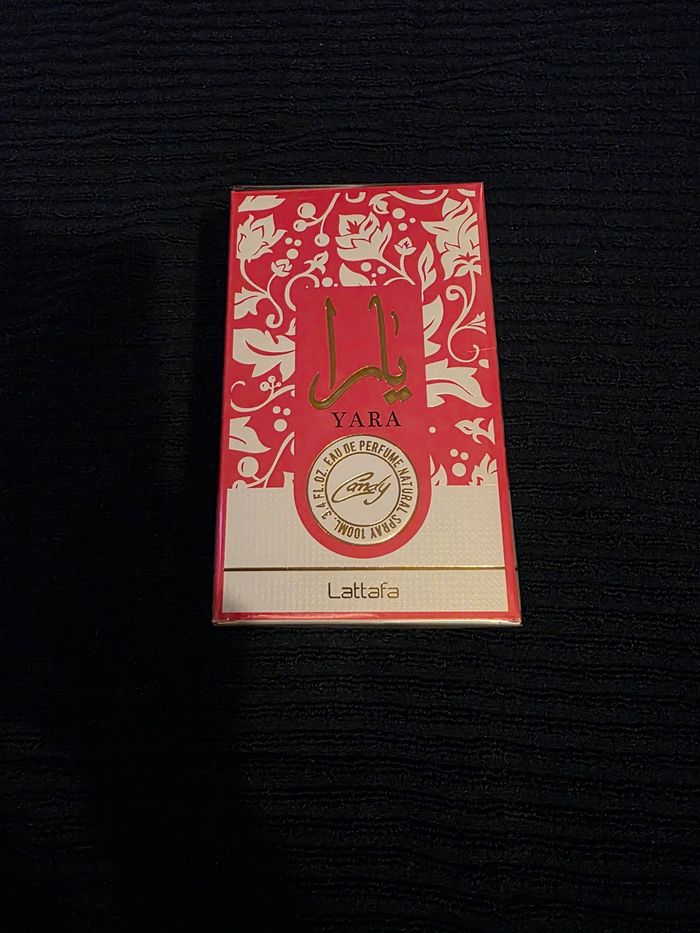 يارا
YARA
EAU DE PERFUME NATURAL SPRAY 100ML. 3.4 FL.OZ.
Candy
Lattafa